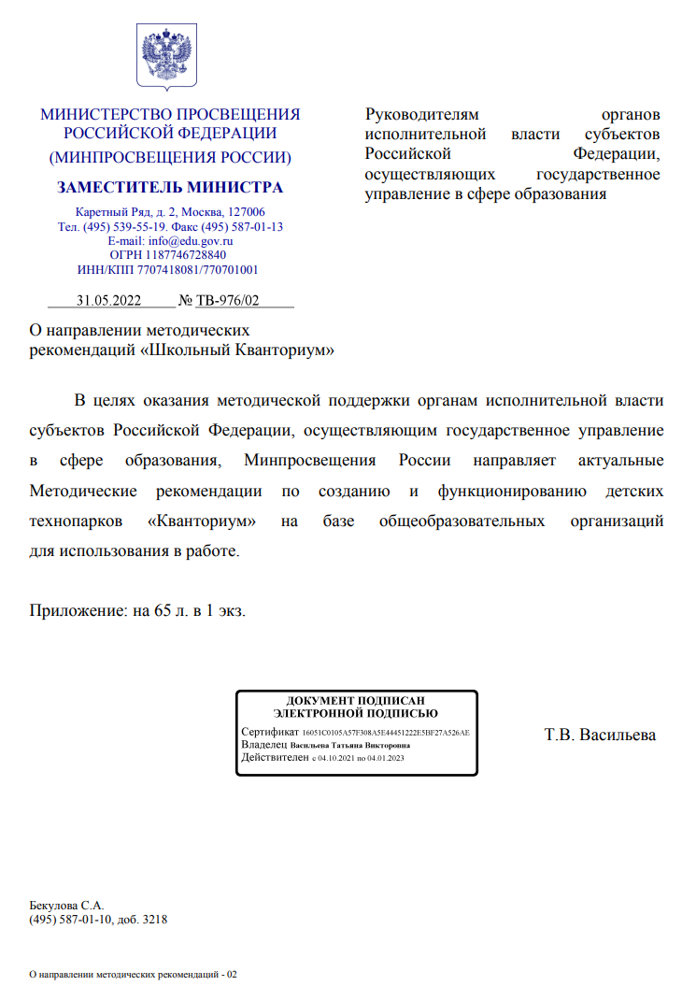 МИНИСТЕРСТВО ПРОСВЕЩЕНИЯ
РОССИЙСКОЙ ФЕДЕРАЦИИ
(МИНПРОСВЕЩЕНИЯ РОССИИ)
ЗАМЕСТИТЕЛЬ МИНИСТРА
Каретный Ряд, д. 2, Москва, 127006
Тел. (495) 539-55-19. Факс (495) 587-01-13
E-mail: info@edu.gov.ru
ОГРН 1187746728840
ИНН/КПП 7707418081/770701001
31.05.2022 № ТВ-976/02
Руководителям органов
исполнительной власти субъектов
Российской Федерации,
осуществляющих государственное
управление в сфере образования
О направлении методических
рекомендаций «Школьный Кванториум»
В целях оказания методической поддержки органам исполнительной власти
субъектов Российской Федерации, осуществляющим государственное управление
в сфере образования, Минпросвещения России направляет актуальные
Методические рекомендации по созданию и функционированию детских
технопарков «Кванториум» на базе общеобразовательных организаций
для использования в работе.
Приложение: на 65 л. в 1 экз.
ДОКУМЕНТ ПОДПИСАН
ЭЛЕКТРОННОЙ ПОДПИСЬЮ
Сертификат 16051C0105A57F308A5E44451222E5BF27A526AE
Владелец Васильева Татьяна Викторовна
Действителен с 04.10.2021 по 04.01.2023
Т.В. Васильева
Бекулова С.А.
(495) 587-01-10, доб. 3218
О направлении методических рекомендаций - 02